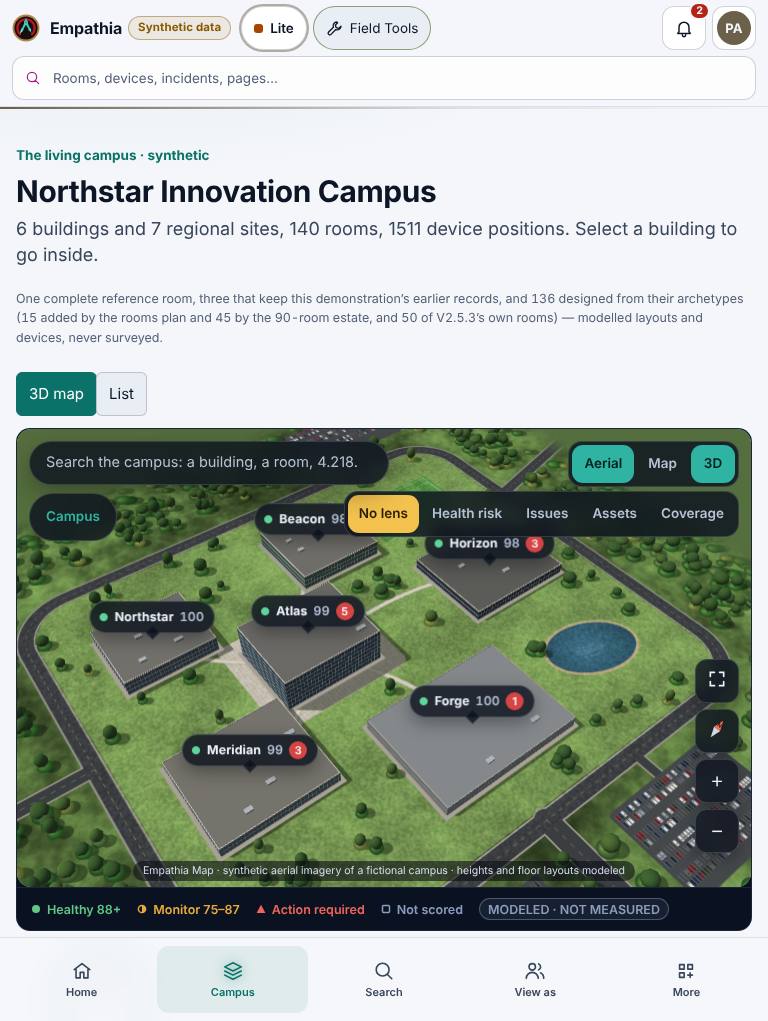 Empathia
Synthetic data
Lite
Field Tools
2
PA
Rooms, devices, incidents, pages...
The living campus · synthetic
Northstar Innovation Campus
6 buildings and 7 regional sites, 140 rooms, 1511 device positions. Select a building to
go inside.
One complete reference room, three that keep this demonstration’s earlier records, and 136 designed from their archetypes
(15 added by the rooms plan and 45 by the 90-room estate, and 50 of V2.5.3’s own rooms) — modelled layouts and
devices, never surveyed.
3D map
List
Search the campus: a building, a room, 4.218.
Aerial
Map
3D
Campus
Beacon 98
No lens
Health risk
Issues
Assets
Coverage
Horizon 98 3
Northstar 100
Atlas 99 5
Forge 100 1
Meridian 99 3
+
−
Empathia Map · synthetic aerial imagery of a fictional campus · heights and floor layouts modeled
Healthy 88+
Monitor 75–87
Action required
Not scored
MODELED · NOT MEASURED
Home
Campus
Search
View as
More